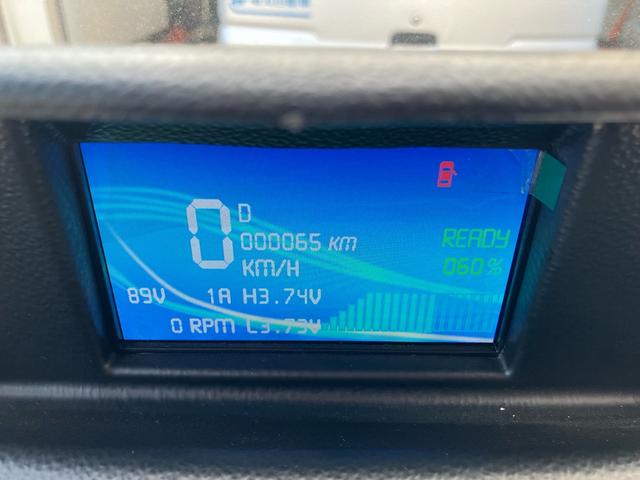 0 D
000065 KM
KM/H
READY
060%
89V 1A H3.74V
0 RPM L3.73V